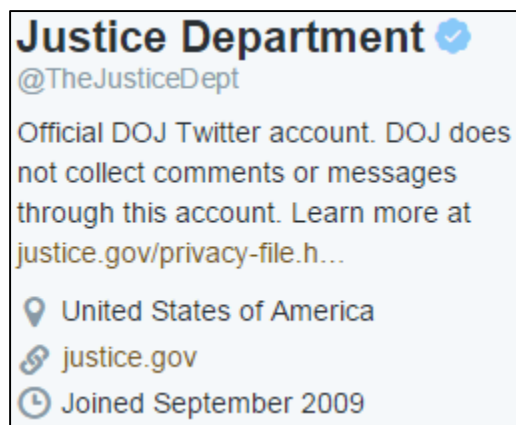 Justice Department
@TheJusticeDept
Official DOJ Twitter account. DOJ does
not collect comments or messages
through this account. Learn more at
justice.gov/privacy-file.h...
United States of America
justice.gov
Joined September 2009